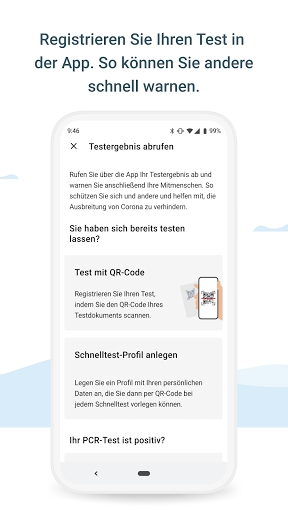 Registrieren Sie Ihren Test in
der App. So können Sie andere
schnell warnen.
9:46
99%
Testergebnis abrufen
Rufen Sie über die App Ihr Testergebnis ab und
warnen Sie anschließend Ihre Mitmenschen. So
schützen Sie sich und andere und helfen mit, die
Ausbreitung von Corona zu verhindern.
Sie haben sich bereits testen
lassen?
Test mit QR-Code
Registrieren Sie Ihren Test,
indem Sie den QR-Code Ihres
Testdokuments scannen.
Schnelltest-Profil anlegen
Legen Sie ein Profil mit Ihren persönlichen
Daten an, die Sie dann per QR-Code bei
jedem Schnelltest vorlegen können.
Ihr PCR-Test ist positiv?